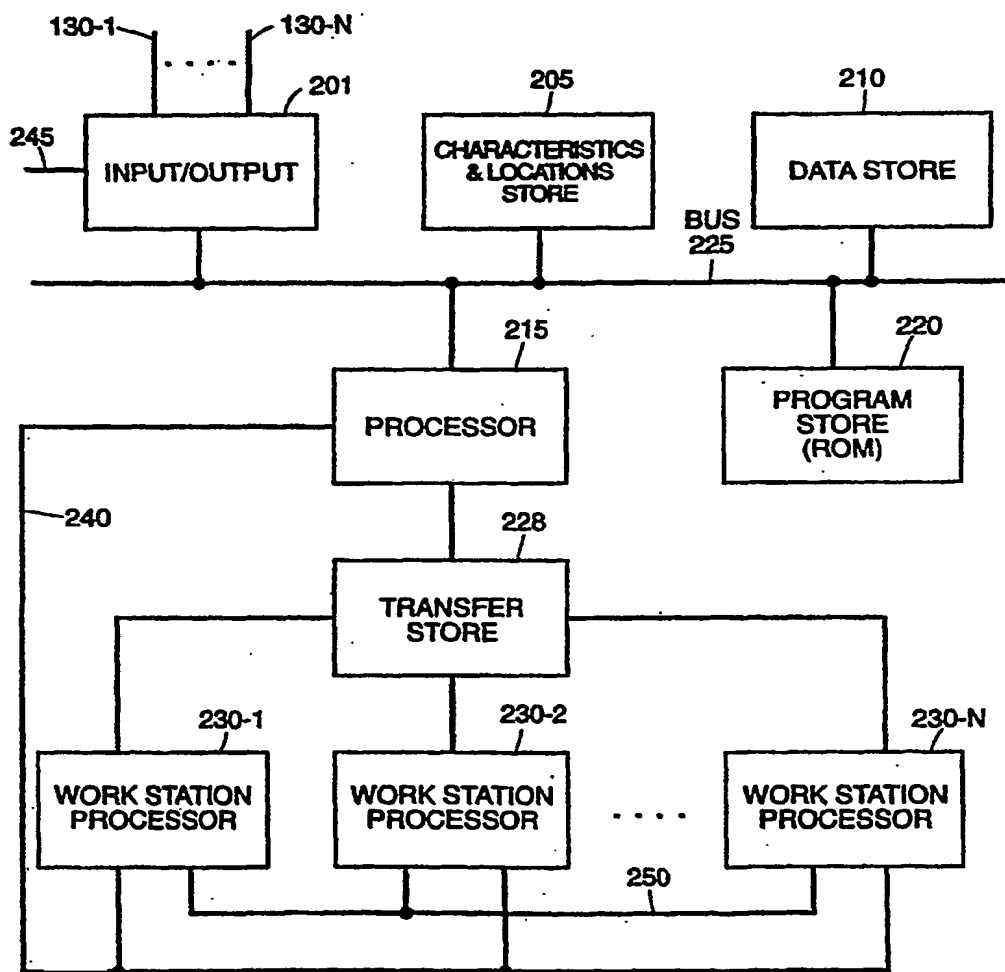 130-1
130-N
201
205
210
245
INPUT/OUTPUT
CHARACTERISTICS
& LOCATIONS
STORE
DATA STORE
BUS
225
215
220
PROCESSOR
PROGRAM
STORE
(ROM)
240
228
TRANSFER
STORE
230-1
230-2
230-N
WORK STATION
PROCESSOR
WORK STATION
PROCESSOR
WORK STATION
PROCESSOR
250